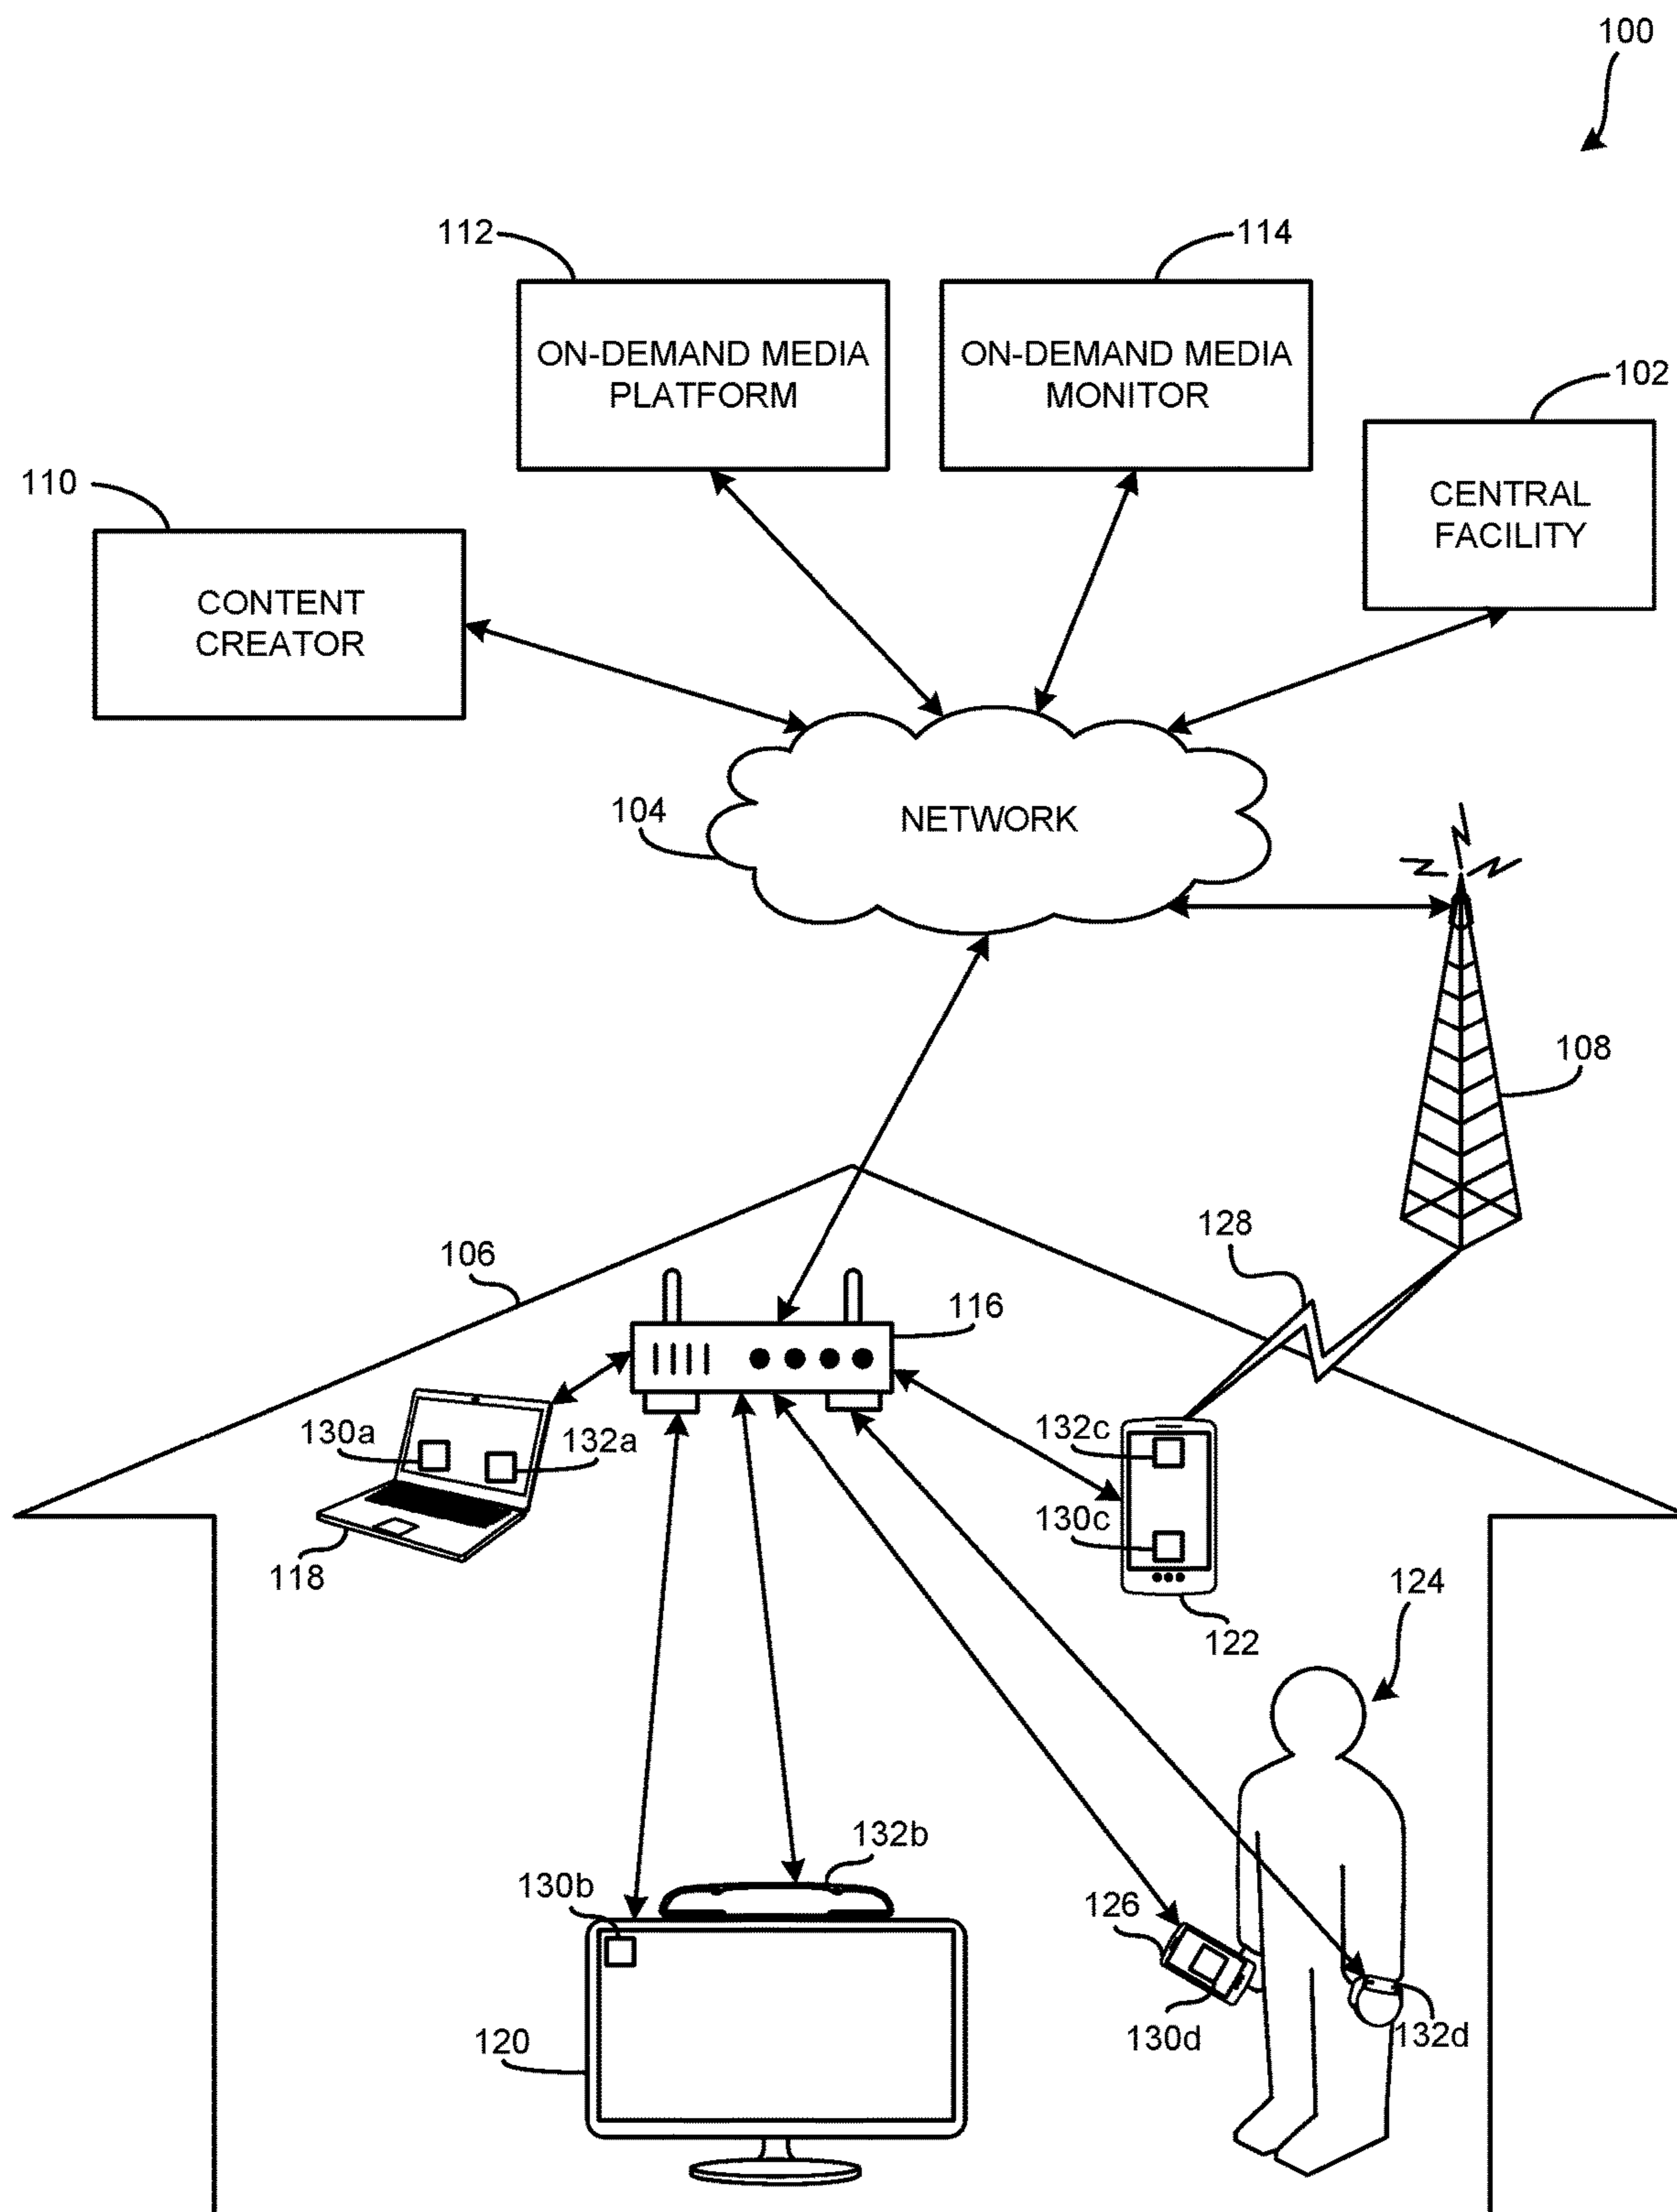 100
112
114
ON-DEMAND MEDIA
PLATFORM
ON-DEMAND MEDIA
MONITOR
102
110
CENTRAL
FACILITY
CONTENT
CREATOR
104
NETWORK
108
128
106
116
130a
132a
132c
130c
118
124
122
132b
130b
126
120
130d
132d